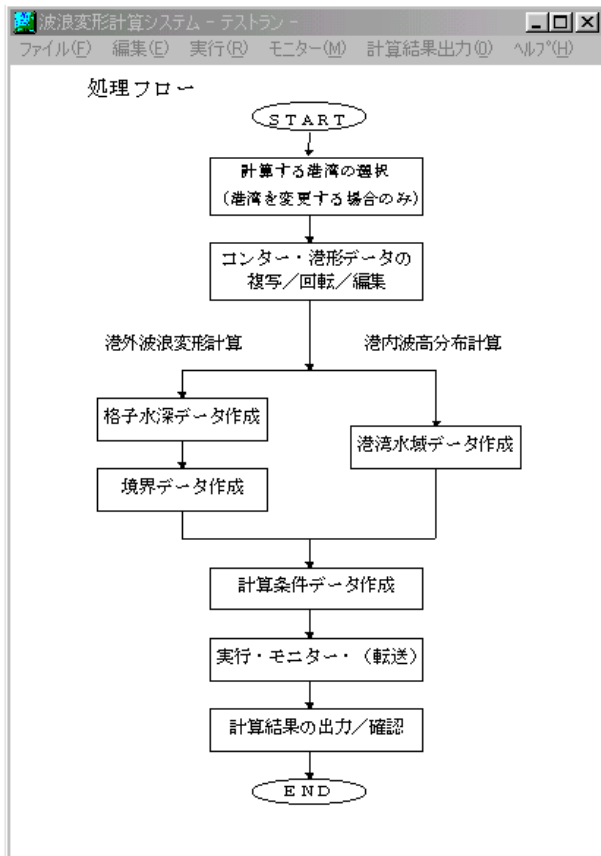 波浪変形計算システム - テストラン -
ファイル(F) 編集(E) 実行(R) モニター(M) 計算結果出力(O) ヘルプ(H)
処理フロー
START
計算する港湾の選択
(港湾を変更する場合のみ)
コンター・港形データの
複写/回転/編集
港外波浪変形計算 港内波高分布計算
格子水深データ作成
港湾水域データ作成
境界データ作成
計算条件データ作成
実行・モニター・(転送)
計算結果の出力/確認
END